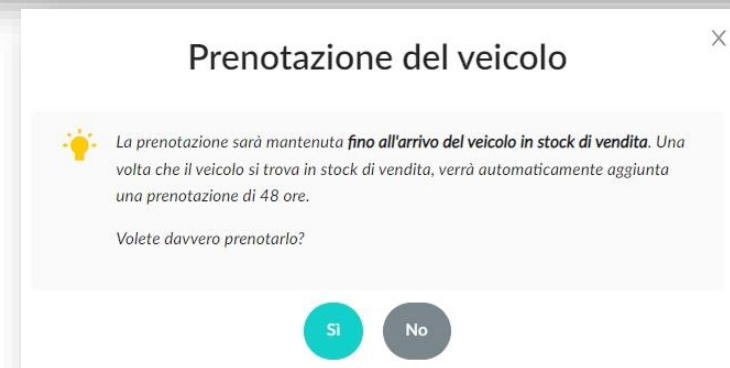 Prenotazione del veicolo
La prenotazione sarà mantenuta fino all'arrivo del veicolo in stock di vendita. Una
volta che il veicolo si trova in stock di vendita, verrà automaticamente aggiunta
una prenotazione di 48 ore.
Volete davvero prenotarlo?
Sì No